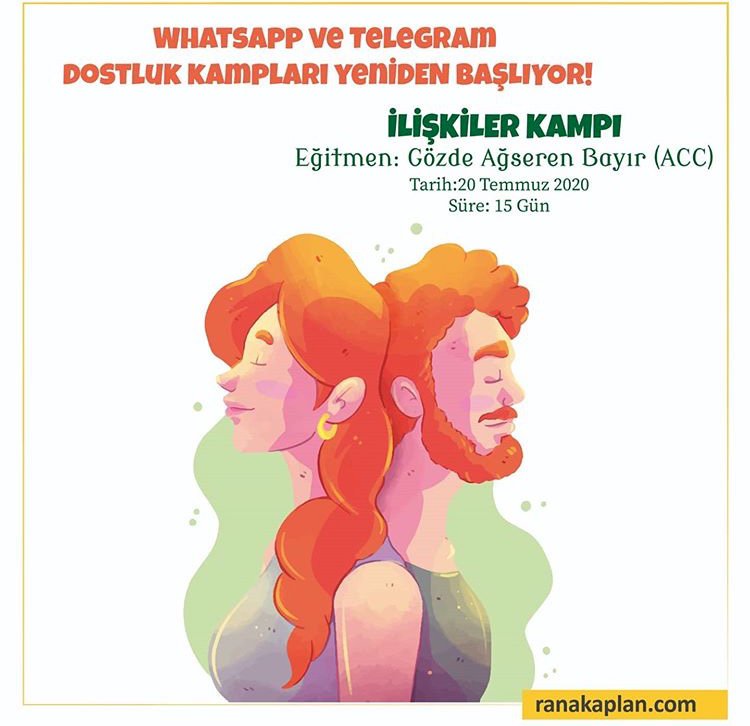 WHATSAPP VE TELEGRAM
DOSTLUK KAMPLARI YENİDEN BAŞLIYOR!
İLİŞKİLER KAMPI
Eğitmen: Gözde Ağseren Bayır (ACC)
Tarih:20 Temmuz 2020
Süre: 15 Gün
ranakaplan.com